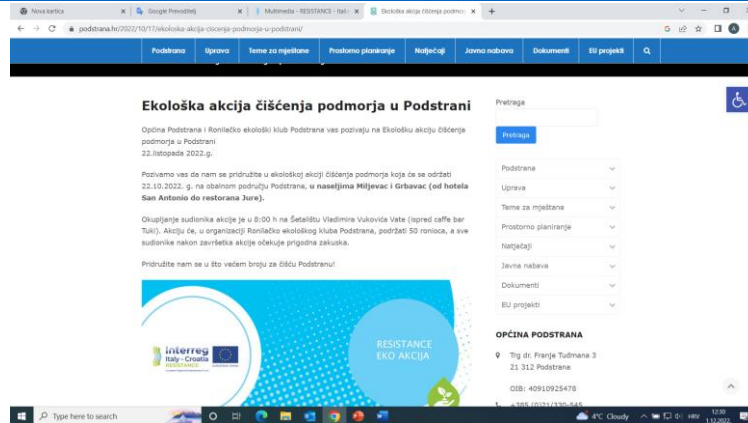 Nova kartica
Google Prevoditelj
Multimedia - RESISTANCE - Ital
Ekološka akcija čišćenja podmorj
podstrana.hr/2022/10/17/ekoloska-akcija-ciscenja-podmorja-u-podstrani/
Podstrana Uprava Teme za mještane Prostorno planiranje Natječaji Javna nabava Dokumenti EU projekti
Ekološka akcija čišćenja podmorja u Podstrani
Općina Podstrana i Ronilačko ekološki klub Podstrana vas pozivaju na Ekološku akciju čišćenja
podmorja u Podstrani
22.listopada 2022.g.
Pozivamo vas da nam se pridružite u ekološkoj akciji čišćenja podmorja koja će se održati
22.10.2022. g. na obalnom području Podstrane, u naseljima Miljevac i Grbavac (od hotela
San Antonio do restorana Jure).
Okupljanje sudionika akcije je u 8:00 h na Šetalištu Vladimira Vukovića Vate (ispred caffe bar
Tuki). Akciju će, u organizaciji Ronilačko ekološkog kluba Podstrana, podržati 50 ronioca, a sve
sudionike nakon završetka akcije očekuje prigodna zakuska.
Pridružite nam se u što većem broju za čišću Podstranu!
Interreg
Italy - Croatia
RESISTANCE
RESISTANCE
EKO AKCIJA
Pretraga
Pretraga
Podstrana
Uprava
Teme za mještane
Prostorno planiranje
Natječaji
Javna nabava
Dokumenti
EU projekti
OPĆINA PODSTRANA
Trg dr. Franje Tuđmana 3
21 312 Podstrana
OIB: 40910925478
+385 (0)21/330-545
Type here to search
4°C Cloudy
HRV
12:50
1.12.2022.